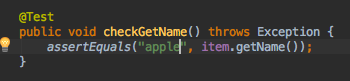 @Test
public void checkGetName() throws Exception {
assertEquals("apple", item.getName());
}